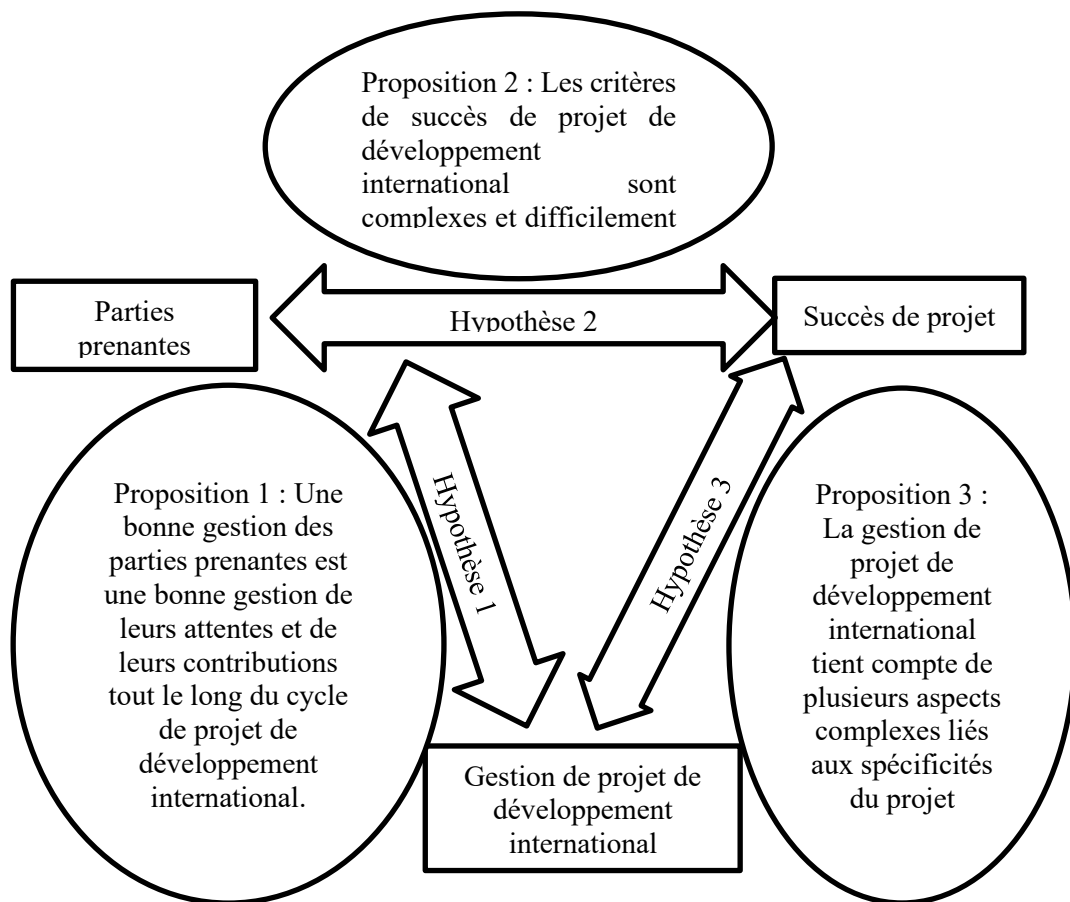 Proposition 2 : Les critères
de succès de projet de
développement
international sont
complexes et difficilement
Parties
prenantes
Hypothèse 2
Succès de projet
Hypothèse 1
Hypothèse 3
Proposition 1 : Une
bonne gestion des
parties prenantes est
une bonne gestion de
leurs attentes et de
leurs contributions
tout le long du cycle
de projet de
développement
international.
Proposition 3 :
La gestion de
projet de
développement
international
tient compte de
plusieurs aspects
complexes liés
aux spécificités
du projet
Gestion de projet de
développement
international